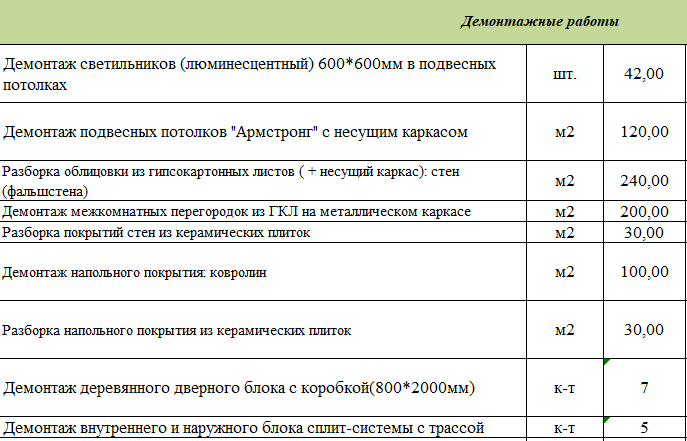 Демонтажные работы
Демонтаж светильников (люминесцентный) 600*600мм в подвесных
потолках
шт.
42,00
Демонтаж подвесных потолков "Армстронг" с несущим каркасом
м2
120,00
Разборка облицовки из гипсокартонных листов ( + несущий каркас): стен
(фальшстена)
м2
240,00
Демонтаж межкомнатных перегородок из ГКЛ на металлическом каркасе
м2
200,00
Разборка покрытий стен из керамических плиток
м2
30,00
Демонтаж напольного покрытия: ковролин
м2
100,00
Разборка напольного покрытия из керамических плиток
м2
30,00
Демонтаж деревянного дверного блока с коробкой(800*2000мм)
к-т
7
Демонтаж внутреннего и наружного блока сплит-системы с трассой
к-т
5